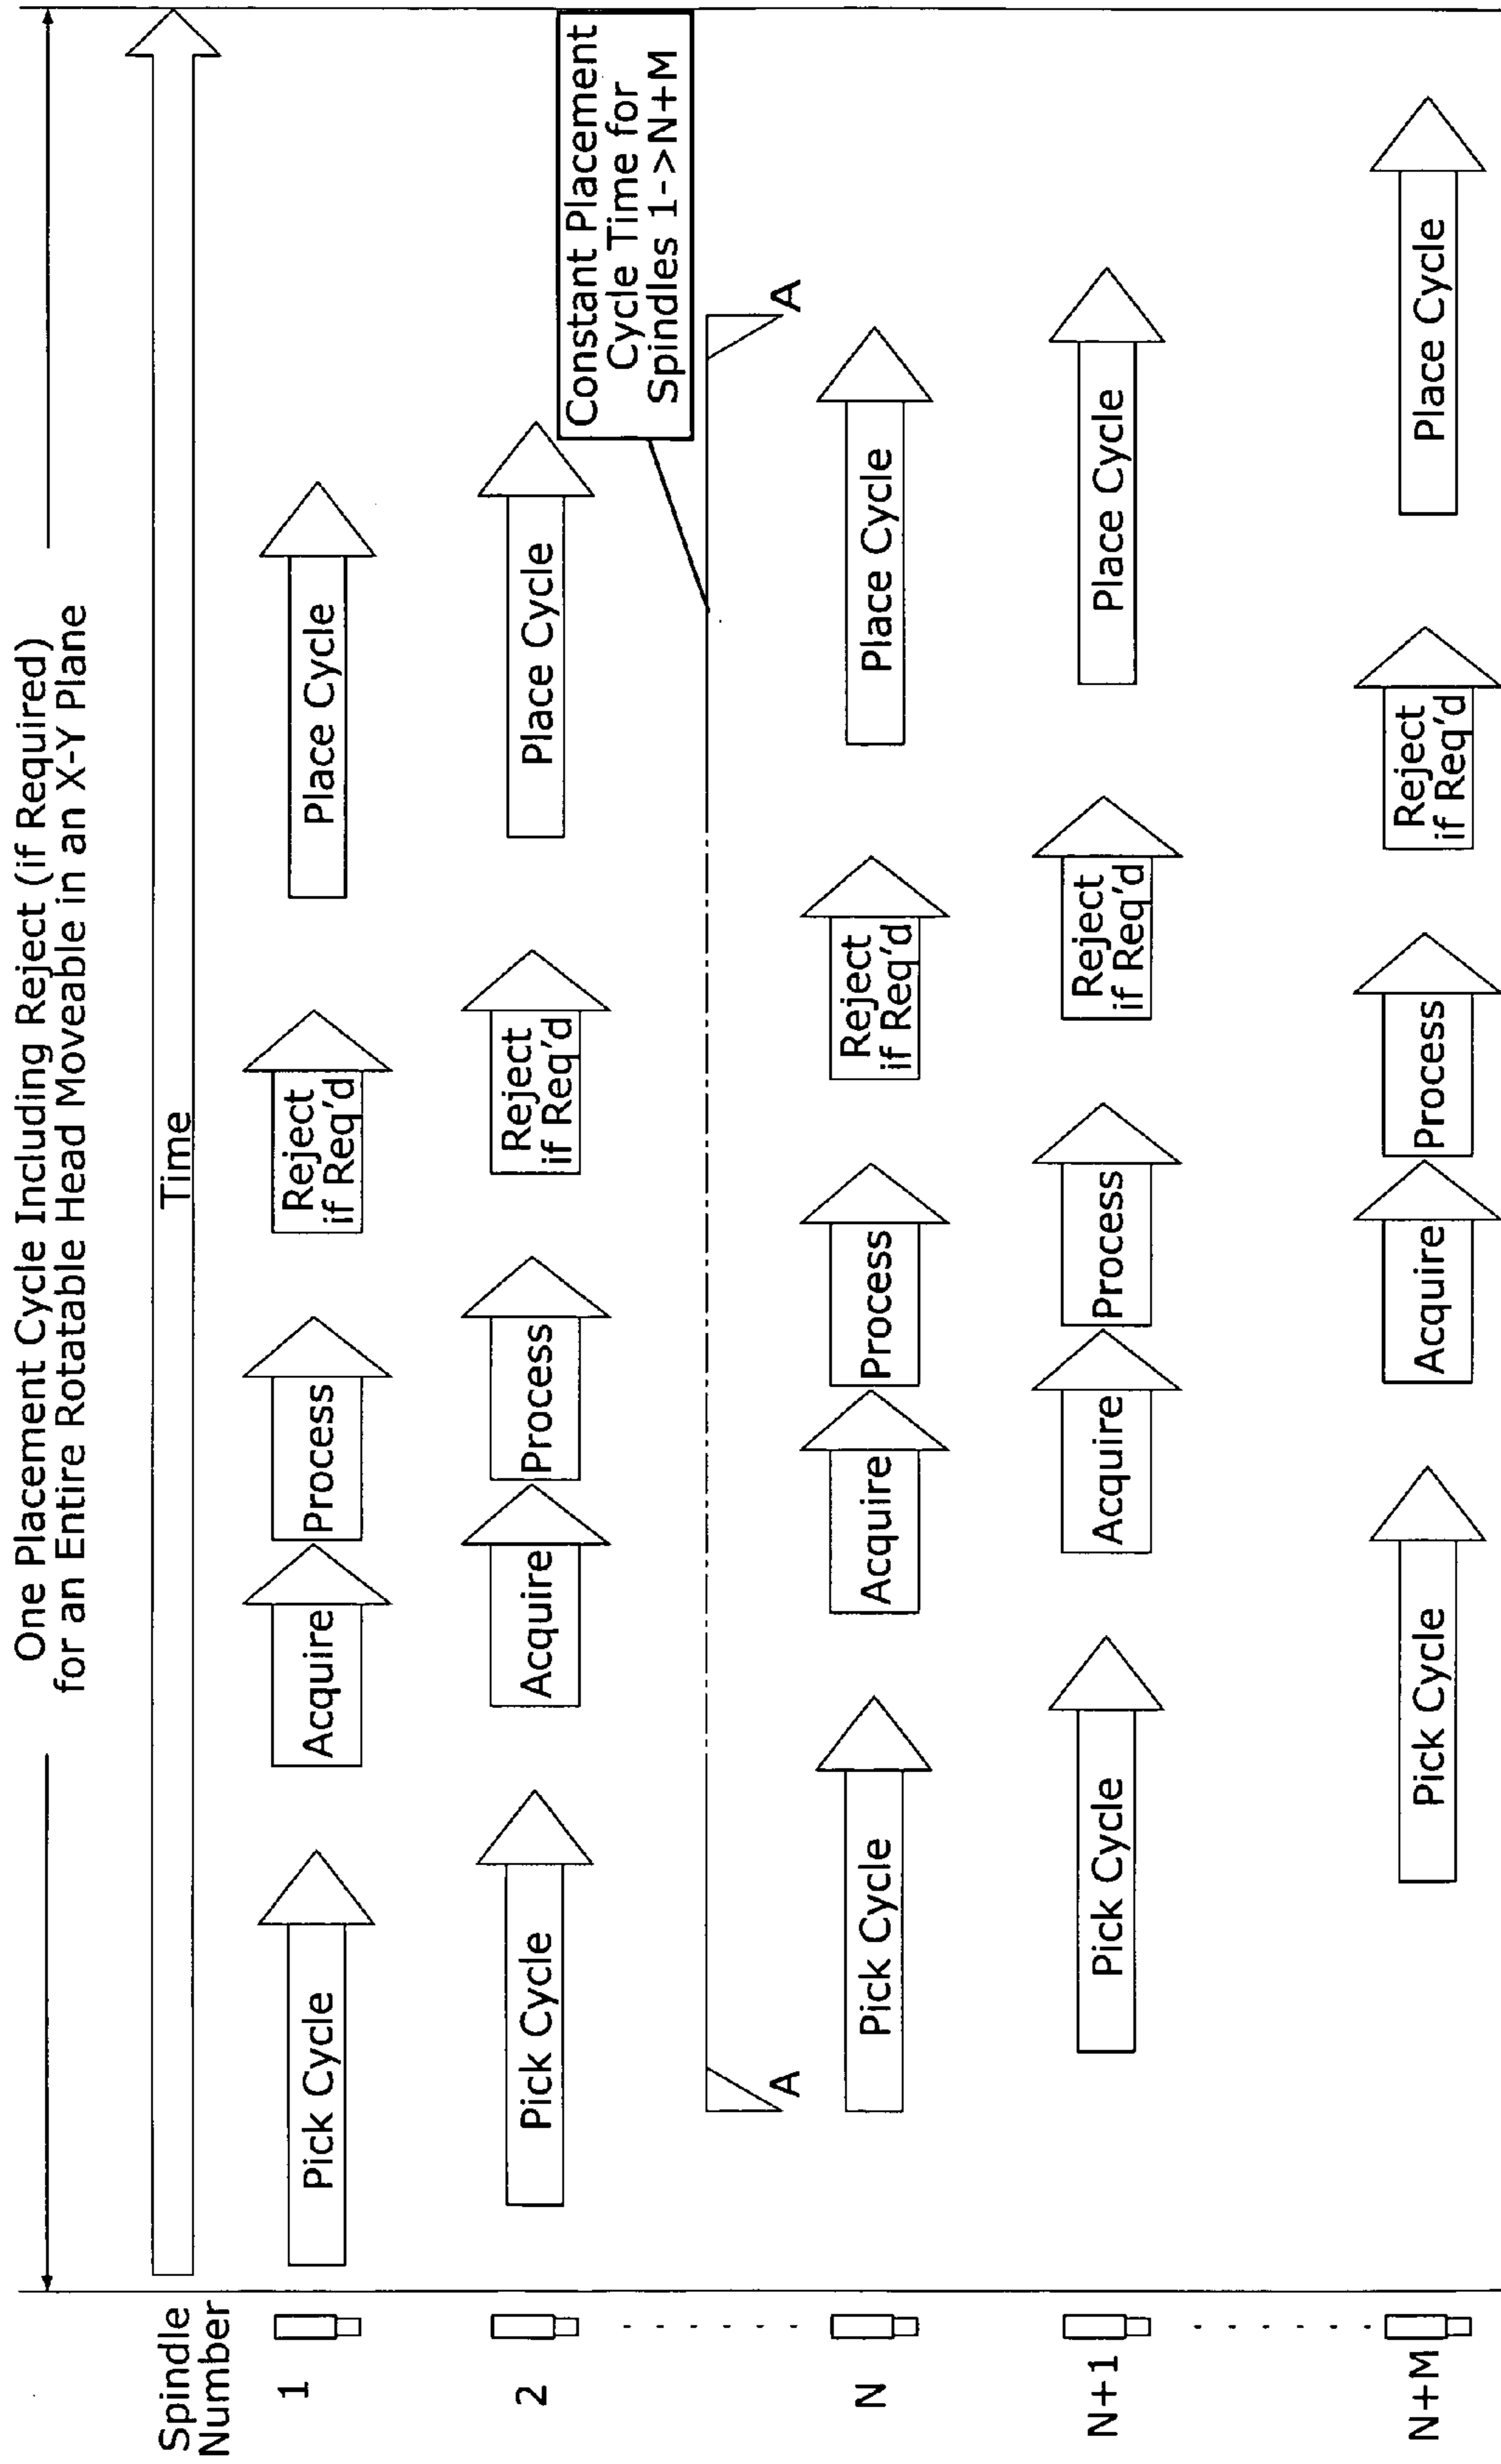 One Placement Cycle Including Reject (if Required)
for an Entire Rotatable Head Moveable in an X-Y Plane
Spindle
Number
Time
1
Pick Cycle
Acquire
Process
Reject
if Req'd
Place Cycle
2
Pick Cycle
Acquire
Process
Reject
if Req'd
Place Cycle
Constant Placement
Cycle Time for
Spindles 1->N+M
A
A
N
Pick Cycle
Acquire
Process
Reject
if Req'd
Place Cycle
N+1
Pick Cycle
Acquire
Process
Reject
if Req'd
Place Cycle
N+M
Pick Cycle
Acquire
Process
Reject
if Req'd
Place Cycle